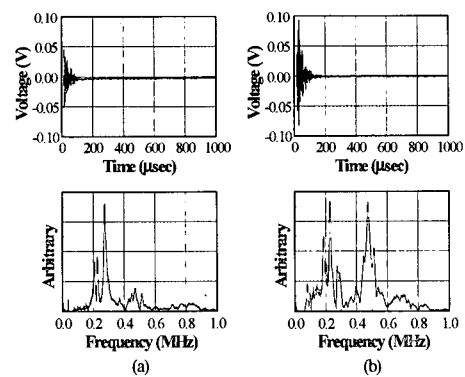 0.10
0.05
0.00
-0.05
-0.10
Voltage (V)
0 200 400 600 800 1000
Time (μsec)
0.10
0.05
0.00
-0.05
-0.10
Voltage (V)
0 200 400 600 800 1000
Time (μsec)
Arbitrary
0.0 0.2 0.4 0.6 0.8 1.0
Frequency (MHz)
(a)
Arbitrary
0.0 0.2 0.4 0.6 0.8 1.0
Frequency (MHz)
(b)